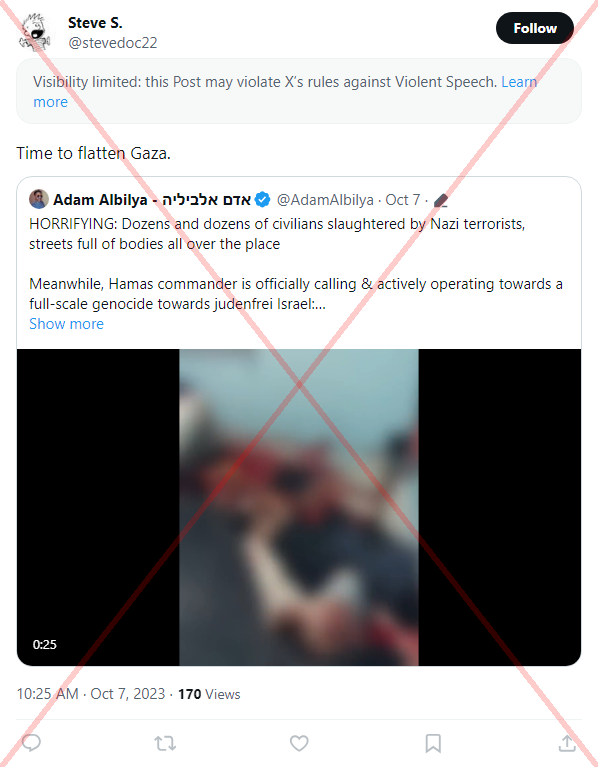 Steve S.
@stevedoc22
Follow
Visibility limited: this Post may violate X's rules against Violent Speech. Learn
more
Time to flatten Gaza.
Adam Albilya - אדם אלביליה @AdamAlbilya · Oct 7 ·
HORRIFYING: Dozens and dozens of civilians slaughtered by Nazi terrorists,
streets full of bodies all over the place
Meanwhile, Hamas commander is officially calling & actively operating towards a
full-scale genocide towards judenfrei Israel:...
Show more
0:25
10:25 AM · Oct 7, 2023 · 170 Views